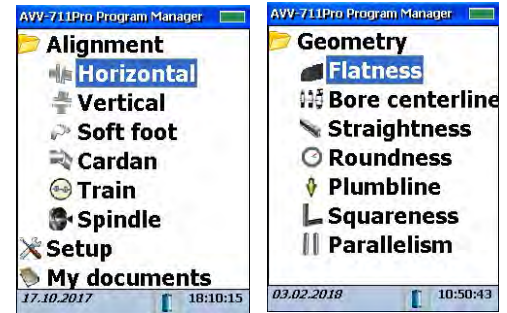 AVV-711Pro Program Manager
Alignment
Horizontal
Vertical
Soft foot
Cardan
Train
Spindle
Setup
My documents
17.10.2017 18:10:15
AVV-711Pro Program Manager
Geometry
Flatness
Bore centerline
Straightness
Roundness
Plumbline
Squareness
Parallelism
03.02.2018 10:50:43